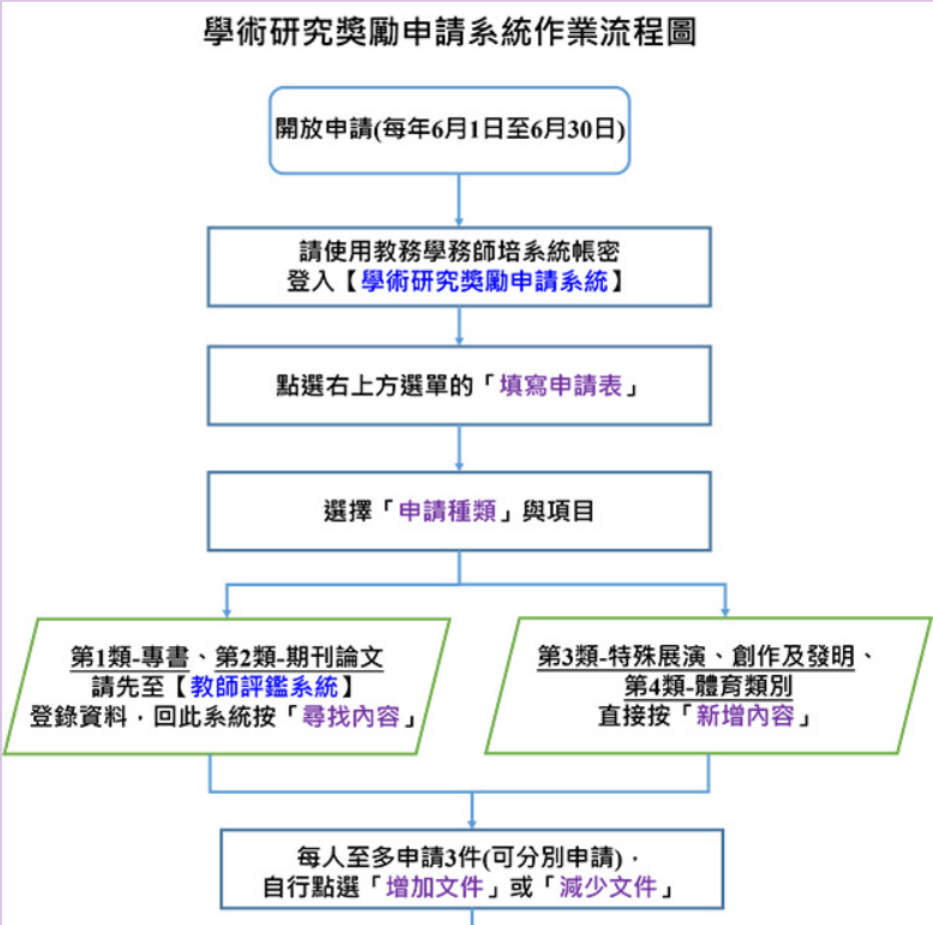 學術研究獎勵申請系統作業流程圖
開放申請(每年6月1日至6月30日)
請使用教務學務師培系統帳密
登入【學術研究獎勵申請系統】
點選右上方選單的「填寫申請表」
選擇「申請種類」與項目
第1類-專書、第2類-期刊論文
請先至【教師評鑑系統】
登錄資料，回此系統按「尋找內容」
第3類-特殊展演、創作及發明、
第4類-體育類別
直接按「新增內容」
每人至多申請3件(可分別申請)，
自行點選「增加文件」或「減少文件」